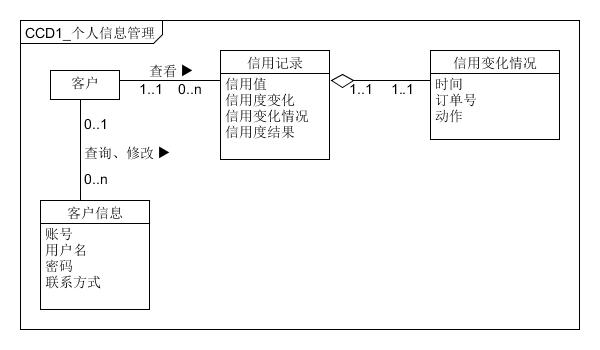 CCD1_个人信息管理
客户
查看 ▶
1..1 0..n
信用记录
信用值
信用度变化
信用变化情况
信用度结果
1..1 1..1
信用变化情况
时间
订单号
动作
0..1
查询、修改 ▶
0..n
客户信息
账号
用户名
密码
联系方式